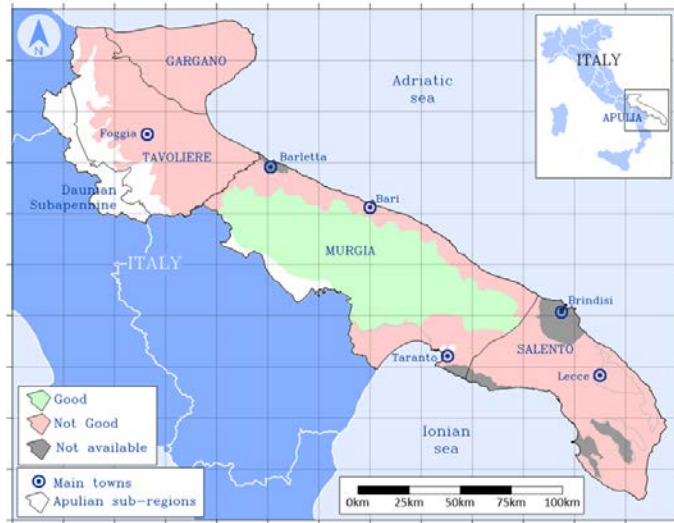 N
GARGANO
Adriatic
sea
ITALY
APULIA
Foggia
TAVOLIERE
Barletta
Daunian
Subapennine
Bari
MURGIA
ITALY
Brindisi
SALENTO
Taranto
Lecce
Good
Not Good
Not available
Ionian
sea
Main towns
Apulian sub-regions
0km 25km 50km 75km 100km